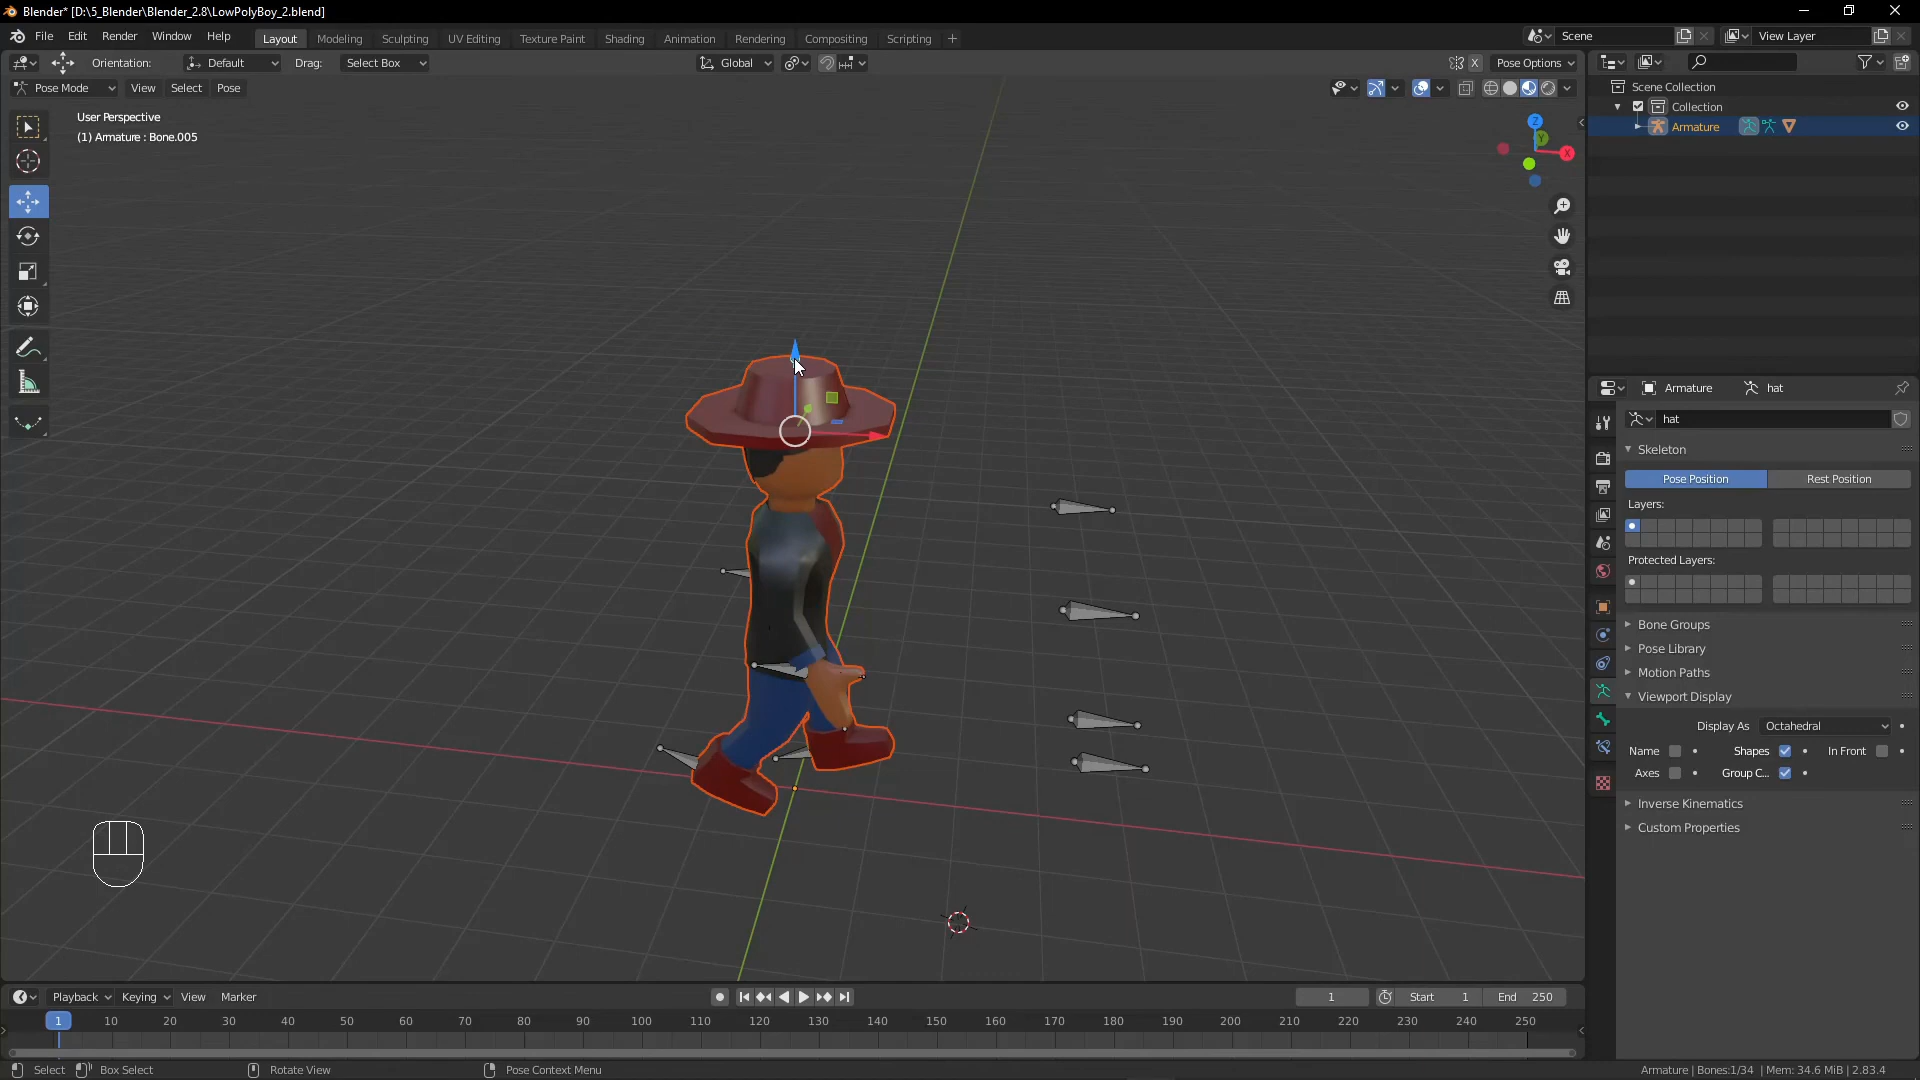 Blender* [D:\5_Blender\Blender_2.8\LowPolyBoy_2.blend]
File Edit Render Window Help
Layout Modeling Sculpting UV Editing Texture Paint Shading Animation Rendering Compositing Scripting +
Scene View Layer
Orientation: Default Drag: Select Box Global X Pose Options
Pose Mode View Select Pose
User Perspective
(1) Armature : Bone.005
Z
Y
X
Scene Collection
Collection
Armature
Armature hat
hat
Skeleton
Pose Position Rest Position
Layers:
Protected Layers:
Bone Groups
Pose Library
Motion Paths
Viewport Display
Display As Octahedral
Name Shapes In Front
Axes Group C...
Inverse Kinematics
Custom Properties
Playback Keying View Marker
1 Start 1 End 250
1 10 20 30 40 50 60 70 80 90 100 110 120 130 140 150 160 170 180 190 200 210 220 230 240 250
Select Box Select Rotate View Pose Context Menu
Armature | Bones:1/34 | Mem: 34.6 MiB | 2.83.4